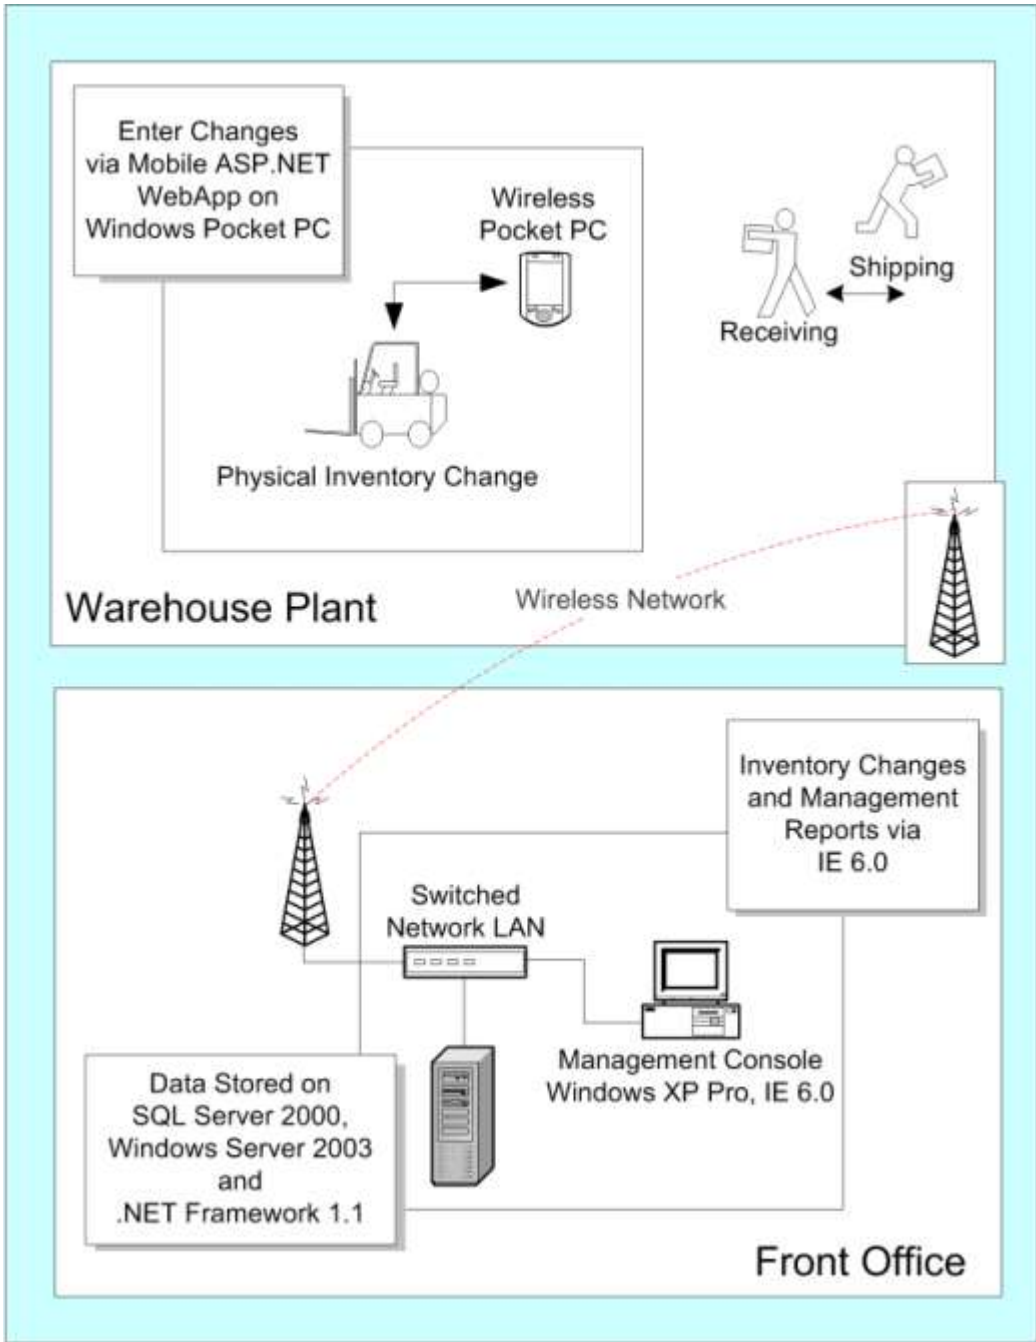 Enter Changes
via Mobile ASP.NET
WebApp on
Windows Pocket PC
Wireless
Pocket PC
Shipping
Receiving
Physical Inventory Change
Warehouse Plant
Wireless Network
Inventory Changes
and Management
Reports via
IE 6.0
Switched
Network LAN
Management Console
Windows XP Pro, IE 6.0
Data Stored on
SQL Server 2000,
Windows Server 2003
and
.NET Framework 1.1
Front Office